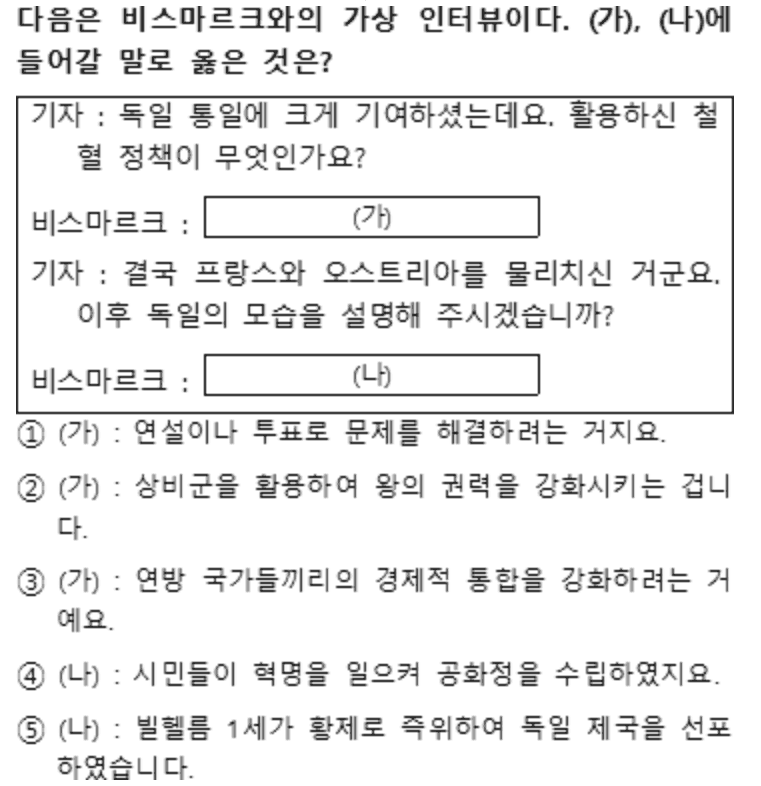 다음은 비스마르크와의 가상 인터뷰이다. (가), (나)에
들어갈 말로 옳은 것은?
기자 : 독일 통일에 크게 기여하셨는데요. 활용하신 철
혈 정책이 무엇인가요?
비스마르크 : (가)
기자 : 결국 프랑스와 오스트리아를 물리치신 거군요.
이후 독일의 모습을 설명해 주시겠습니까?
비스마르크 : (나)
① (가) : 연설이나 투표로 문제를 해결하려는 거지요.
② (가) : 상비군을 활용하여 왕의 권력을 강화시키는 겁니
다.
③ (가) : 연방 국가들끼리의 경제적 통합을 강화하려는 거
예요.
④ (나) : 시민들이 혁명을 일으켜 공화정을 수립하였지요.
⑤ (나) : 빌헬름 1세가 황제로 즉위하여 독일 제국을 선포
하였습니다.